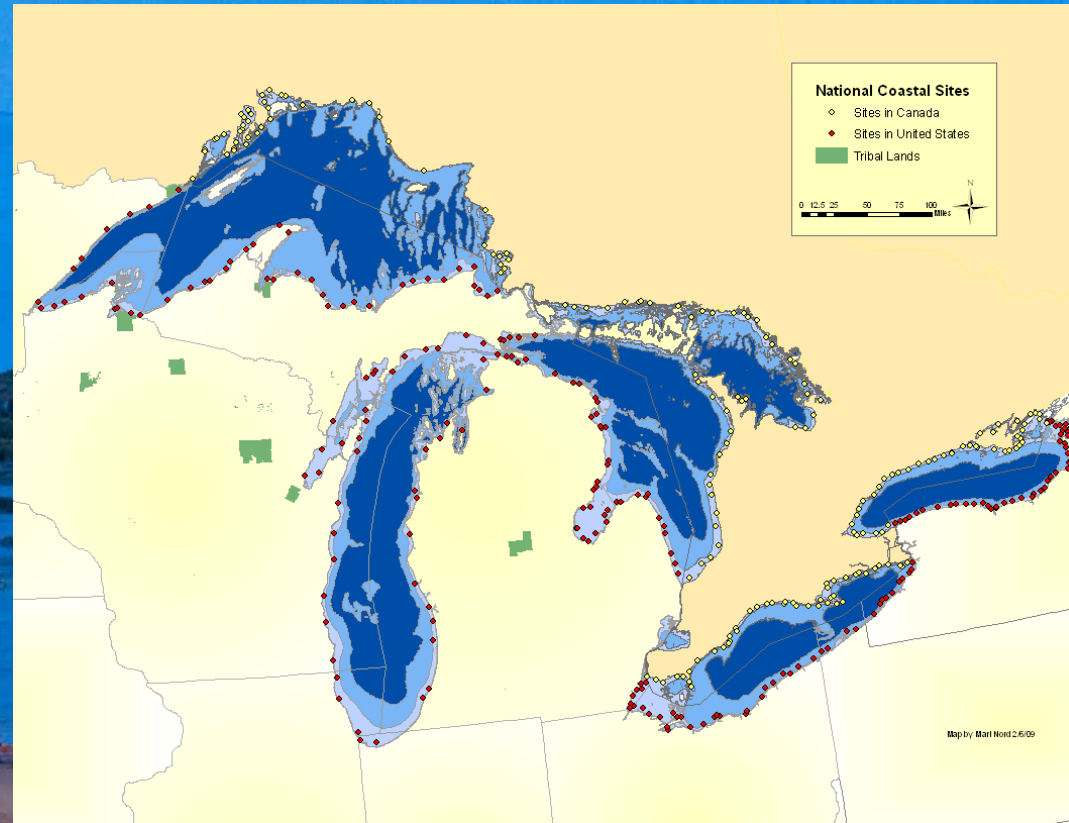 National Coastal Sites
Sites in Canada
Sites in United States
Tribal Lands
N
0 12.5 25 50 75 100
Miles
Map by Mari Nord 2/6/09